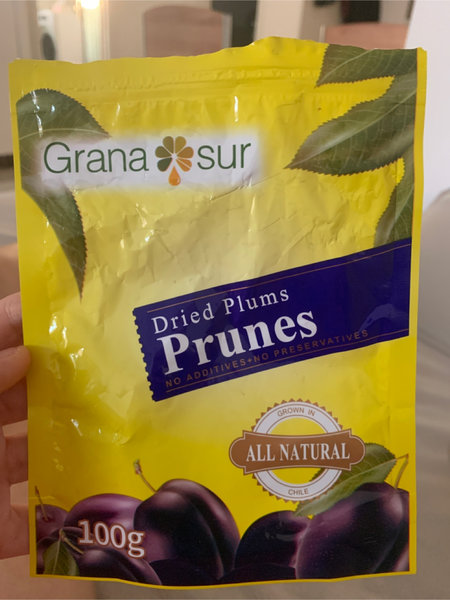 Grana sur
Dried Plums
Prunes
NO ADDITIVES•NO PRESERVATIVES
GROWN IN
ALL NATURAL
CHILE
100g